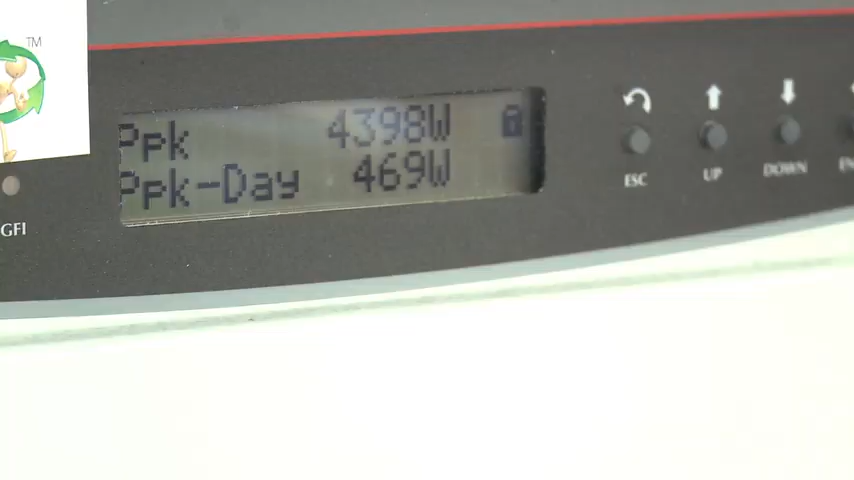 TM
Ppk 4398W
Ppk-Day 469W
ESC
UP
DOWN
GFI